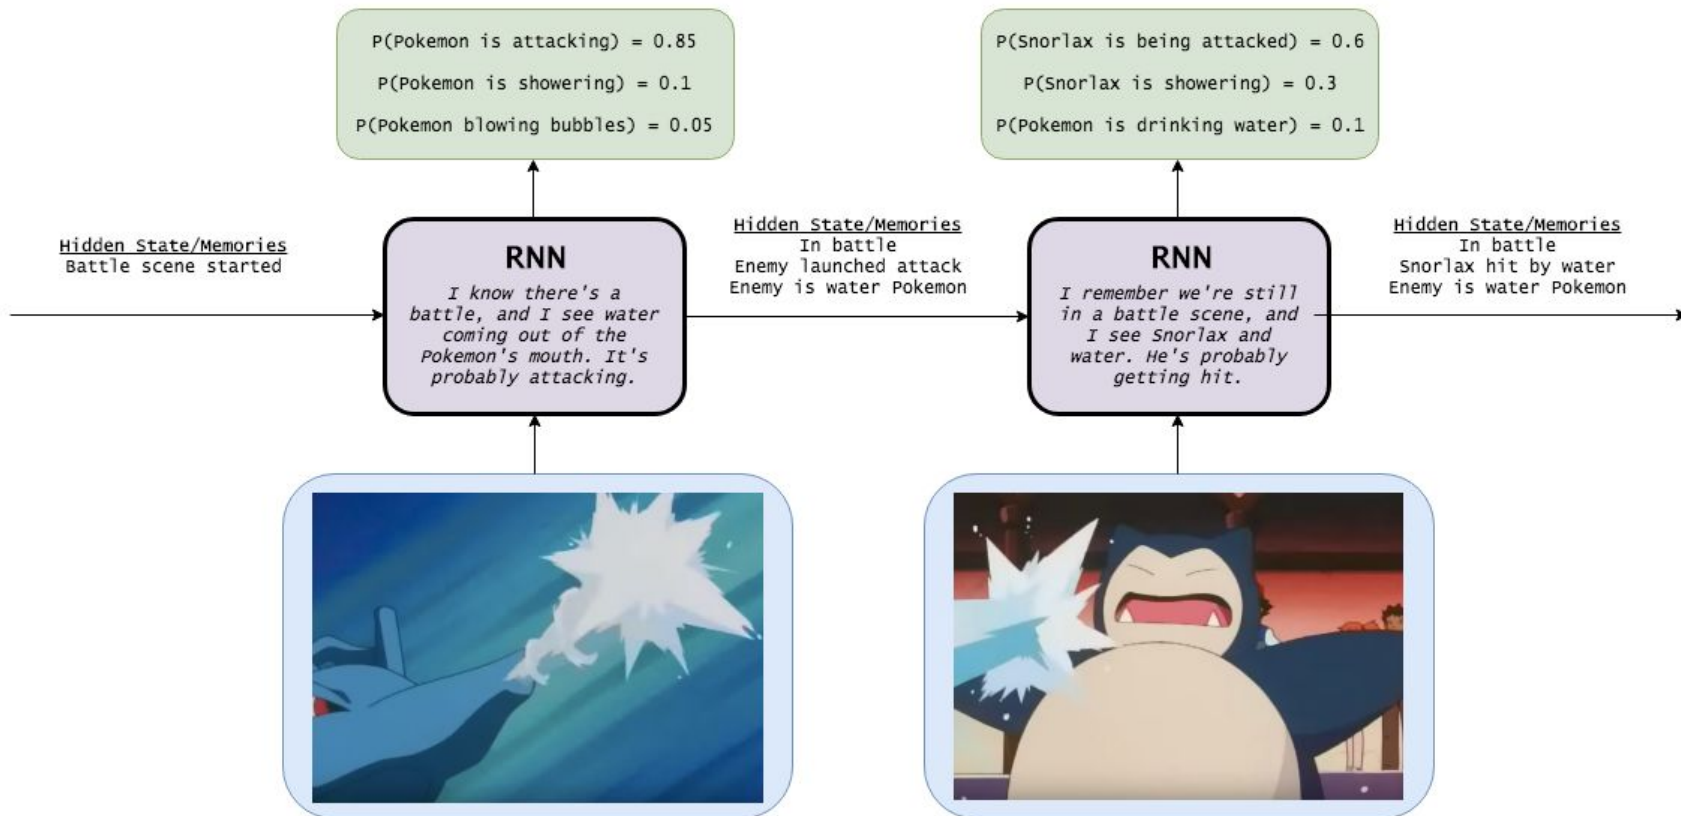 P(Pokemon is attacking) = 0.85
P(Pokemon is showering) = 0.1
P(Pokemon blowing bubbles) = 0.05
P(Snorlax is being attacked) = 0.6
P(Snorlax is showering) = 0.3
P(Pokemon is drinking water) = 0.1
Hidden State/Memories
Battle scene started
RNN
I know there's a
battle, and I see water
coming out of the
Pokemon's mouth. It's
probably attacking.
Hidden State/Memories
In battle
Enemy launched attack
Enemy is water Pokemon
RNN
I remember we're still
in a battle scene, and
I see Snorlax and
water. He's probably
getting hit.
Hidden State/Memories
In battle
Snorlax hit by water
Enemy is water Pokemon